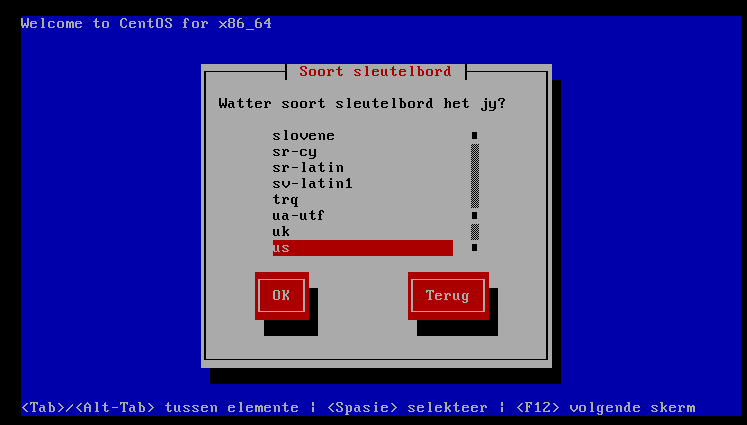 Welcome to CentOS for x86_64
Soort sleutelbord
Watter soort sleutelbord het jy?
slovene
sr-cy
sr-latin
sv-latin1
trq
ua-utf
uk
us
OK Terug
<Tab>/<Alt-Tab> tussen elemente | <Spasie> selekteer | <F12> volgende skerm